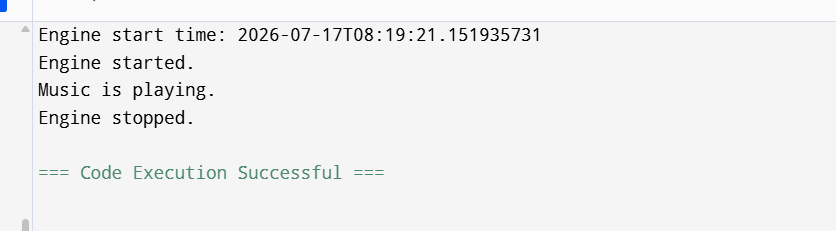 Engine start time: 2026-07-17T08:19:21.151935731
Engine started.
Music is playing.
Engine stopped.
=== Code Execution Successful ===